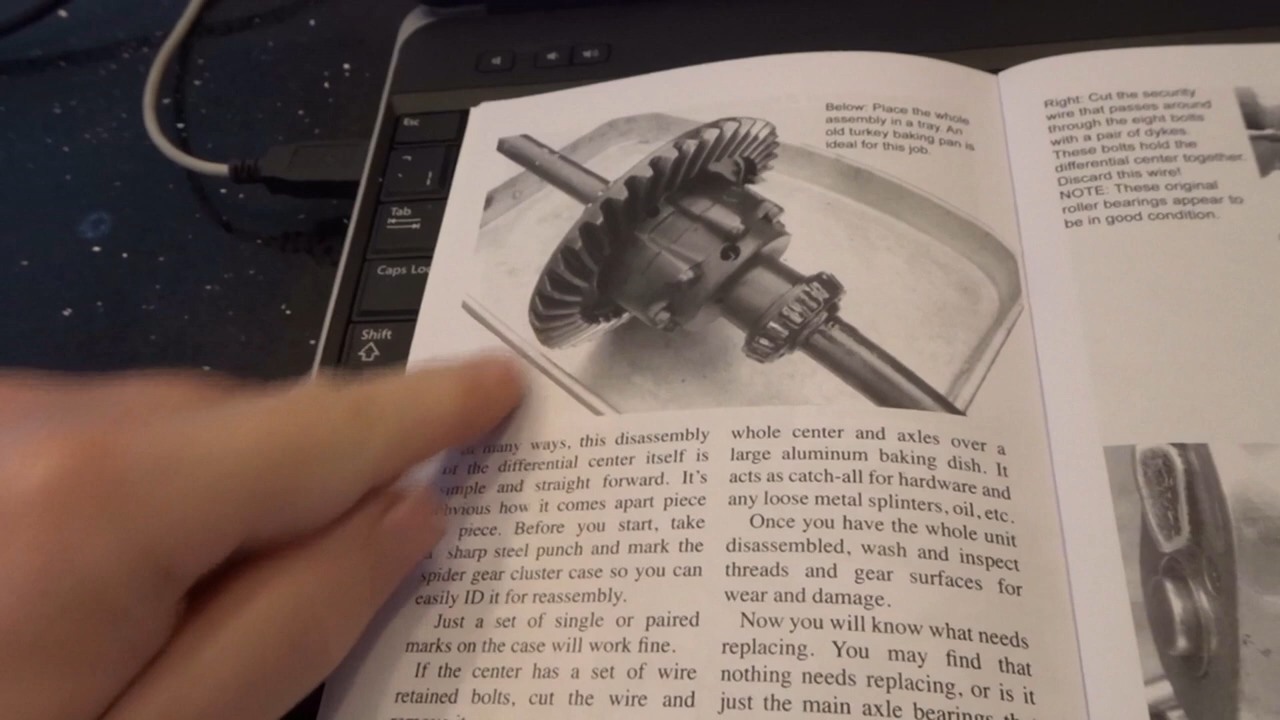 Esc
Tab
Caps Loc
Shift
Below: Place the whole
assembly in a tray. An
old turkey baking pan is
ideal for this job.
many ways, this disassembly
of the differential center itself is
simple and straight forward. It's
obvious how it comes apart piece
piece. Before you start, take
a sharp steel punch and mark the
spider gear cluster case so you can
easily ID it for reassembly.
Just a set of single or paired
marks on the case will work fine.
If the center has a set of wire
retained bolts, cut the wire and
whole center and axles over a
large aluminum baking dish. It
acts as catch-all for hardware and
any loose metal splinters, oil, etc.
Once you have the whole unit
disassembled, wash and inspect
threads and gear surfaces for
wear and damage.
Now you will know what needs
replacing. You may find that
nothing needs replacing, or is it
just the main axle bearings
Right: Cut the security
wire that passes around
through the eight bolts
with a pair of dykes.
These bolts hold the
differential center together.
Discard this wire!
NOTE: These original
roller bearings appear to
be in good condition.